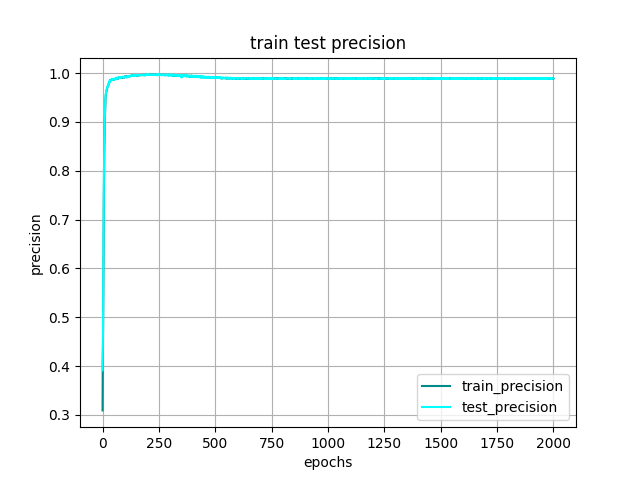 train test precision
1.0
0.9
0.8
0.7
0.6
0.5
0.4
0.3
precision
0 250 500 750 1000 1250 1500 1750 2000
epochs
train_precision
test_precision